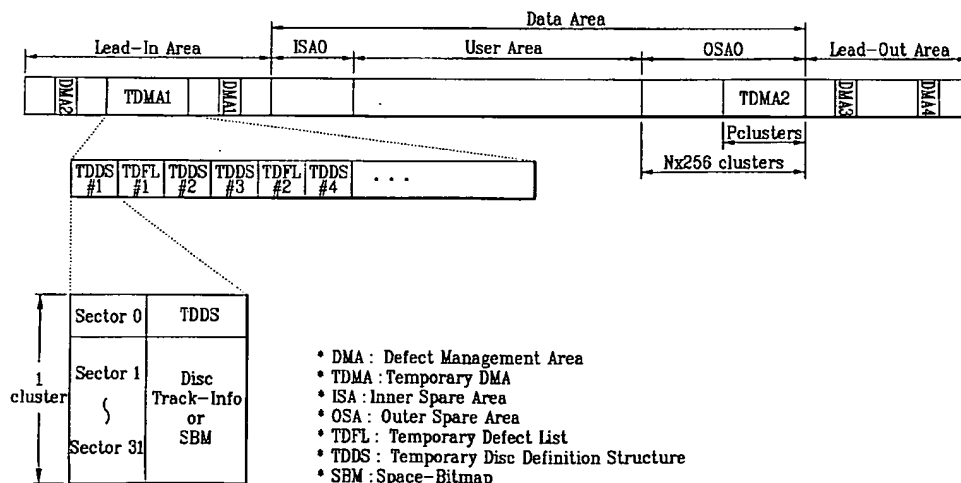 Data Area
Lead-In Area
ISA0
User Area
OSA0
Lead-Out Area
DMA2
TDMA1
DMA1
TDMA2
DMA3
DMA4
Pclusters
Nx256 clusters
TDDS #1
TDFL #1
TDDS #2
TDDS #3
TDFL #2
TDDS #4
...
1 cluster
Sector 0
TDDS
Sector 1
Sector 31
Disc
Track-Info
or
SBM
* DMA : Defect Management Area
* TDMA : Temporary DMA
* ISA : Inner Spare Area
* OSA : Outer Spare Area
* TDFL : Temporary Defect List
* TDDS : Temporary Disc Definition Structure
* SBM : Space-Bitmap